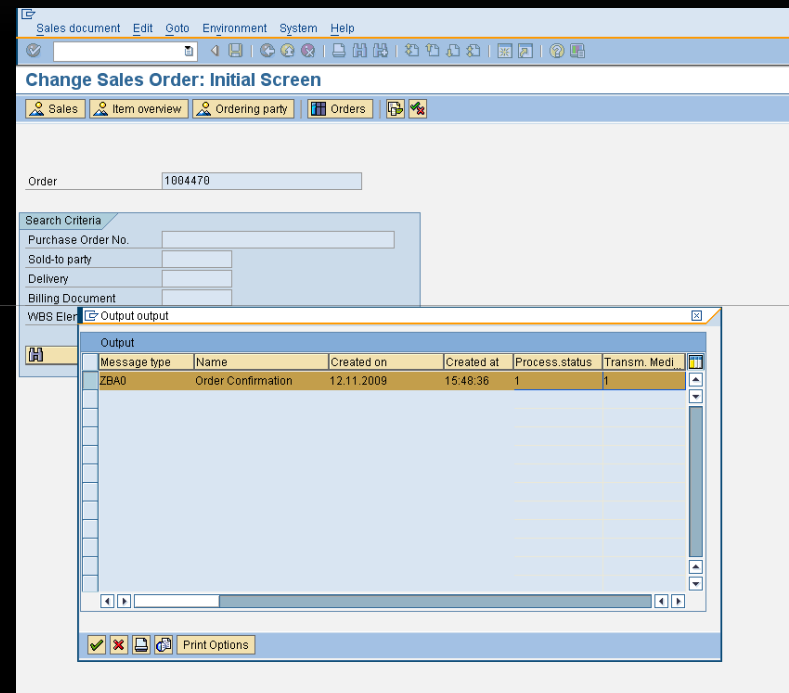 Sales document Edit Goto Environment System Help
Change Sales Order: Initial Screen
Sales Item overview Ordering party Orders
Order 1004470
Search Criteria
Purchase Order No.
Sold-to party
Delivery
Billing Document
WBS Eler
Output output
Output
Message type Name Created on Created at Process.status Transm. Medi...
ZBA0 Order Confirmation 12.11.2009 15:48:36 1 1
Print Options